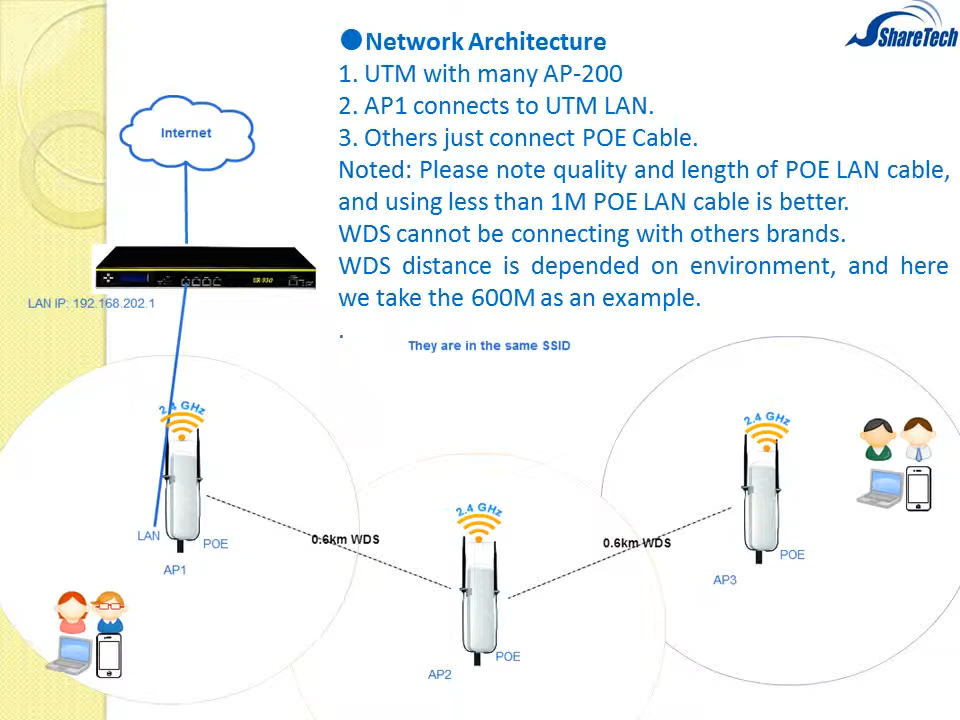 ShareTech
●Network Architecture
1. UTM with many AP-200
2. AP1 connects to UTM LAN.
3. Others just connect POE Cable.
Noted: Please note quality and length of POE LAN cable,
and using less than 1M POE LAN cable is better.
WDS cannot be connecting with others brands.
WDS distance is depended on environment, and here
we take the 600M as an example.
.
Internet
LAN IP: 192.168.202.1
They are in the same SSID
2.4 GHz
2.4 GHz
2.4 GHz
LAN
POE
AP1
0.6km WDS
0.6km WDS
POE
AP3
POE
AP2